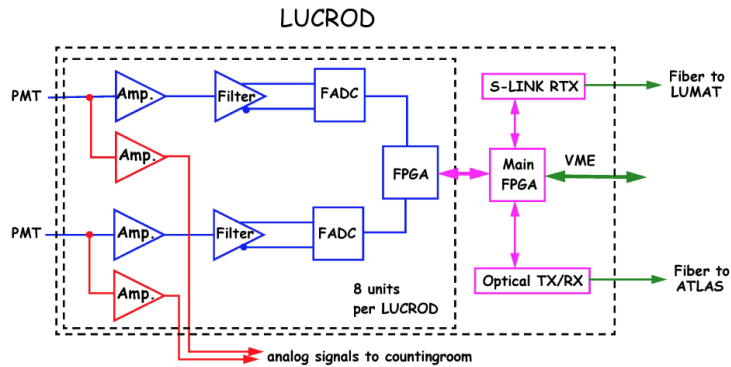 LUCROD
PMT
Amp.
Filter
FADC
Amp.
FPGA
PMT
Amp.
Filter
FADC
Amp.
8 units
per LUCROD
S-LINK RTX
Fiber to
LUMAT
Main
FPGA
VME
Optical TX/RX
Fiber to
ATLAS
analog signals to countingroom